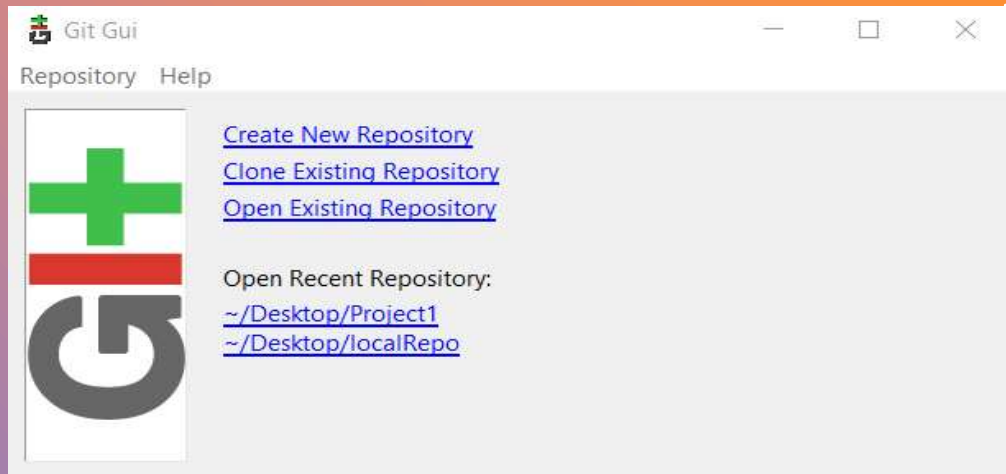 Git Gui
Repository Help
Create New Repository
Clone Existing Repository
Open Existing Repository
Open Recent Repository:
~/Desktop/Project1
~/Desktop/localRepo
GIt